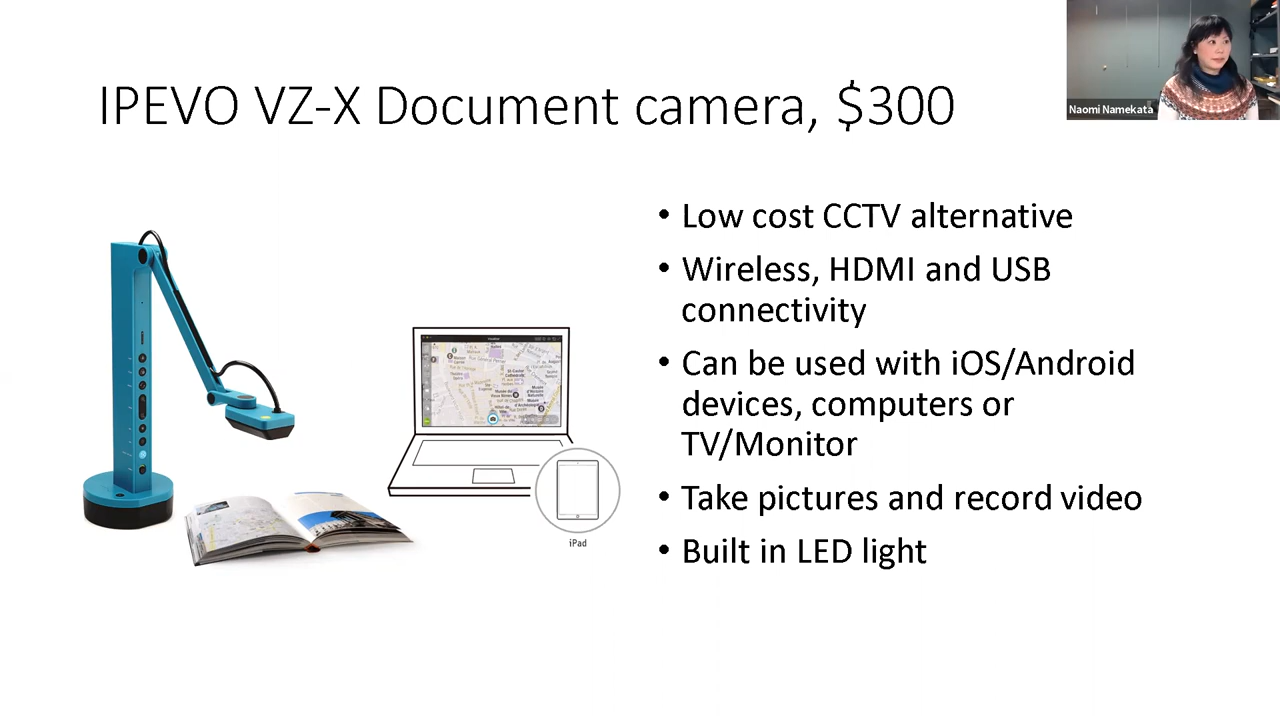 IPEVO VZ-X Document camera, $300
Naomi Namekata
• Low cost CCTV alternative
• Wireless, HDMI and USB
connectivity
• Can be used with iOS/Android
devices, computers or
TV/Monitor
• Take pictures and record video
• Built in LED light
iPad